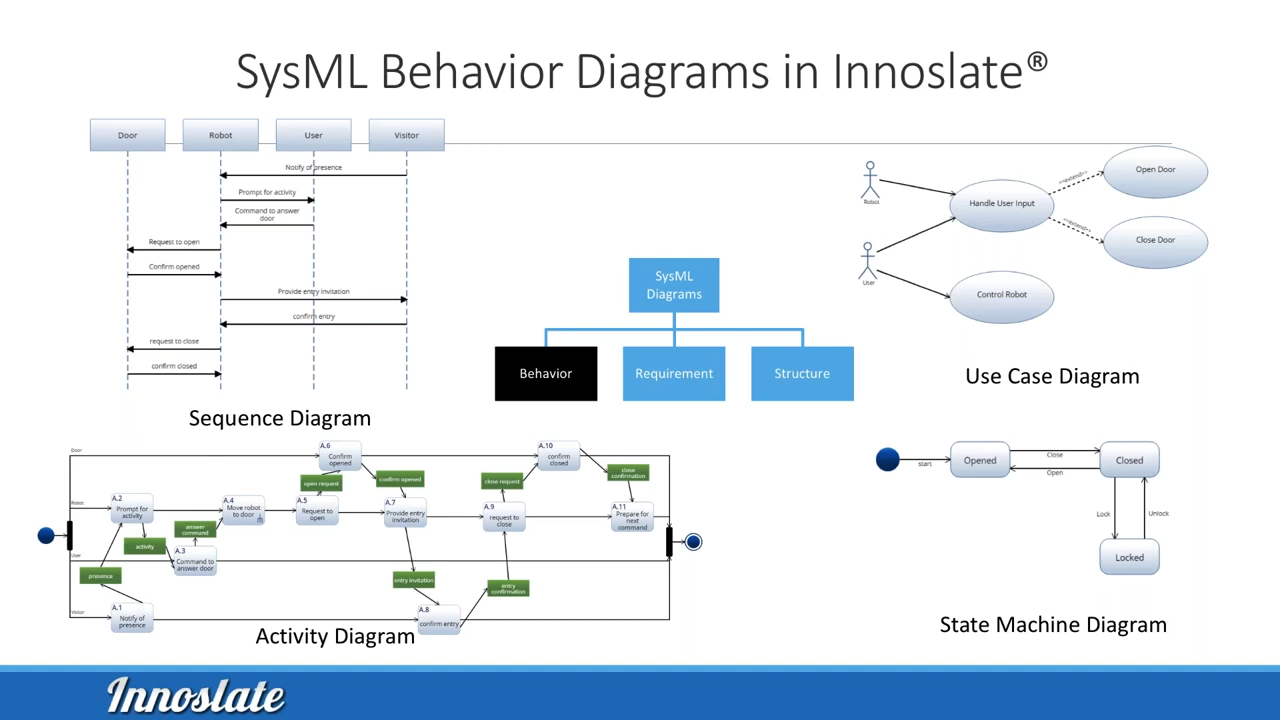 SysML Behavior Diagrams in Innoslate®
Door
Robot
User
Visitor
Notify of presence
Prompt for activity
Command to answer
door
Request to open
Confirm opened
Provide entry invitation
confirm entry
request to close
confirm closed
Sequence Diagram
SysML
Diagrams
Behavior
Requirement
Structure
Robot
User
Handle User Input
Control Robot
<<extend>>
<<extend>>
Open Door
Close Door
Use Case Diagram
Door
Robot
User
Visitor
A.1
Notify of
presence
presence
A.2
Prompt for
activity
activity
A.3
Command to
answer door
answer
command
A.4
Move robot
to door
A.5
Request to
open
open request
A.6
Confirm
opened
confirm opened
A.7
Provide entry
invitation
entry invitation
A.8
confirm entry
entry
confirmation
A.9
request to
close
close request
A.10
confirm
closed
close
confirmation
A.11
Prepare for
next
command
Activity Diagram
start
Opened
Close
Open
Closed
Lock
Unlock
Locked
State Machine Diagram
Innoslate